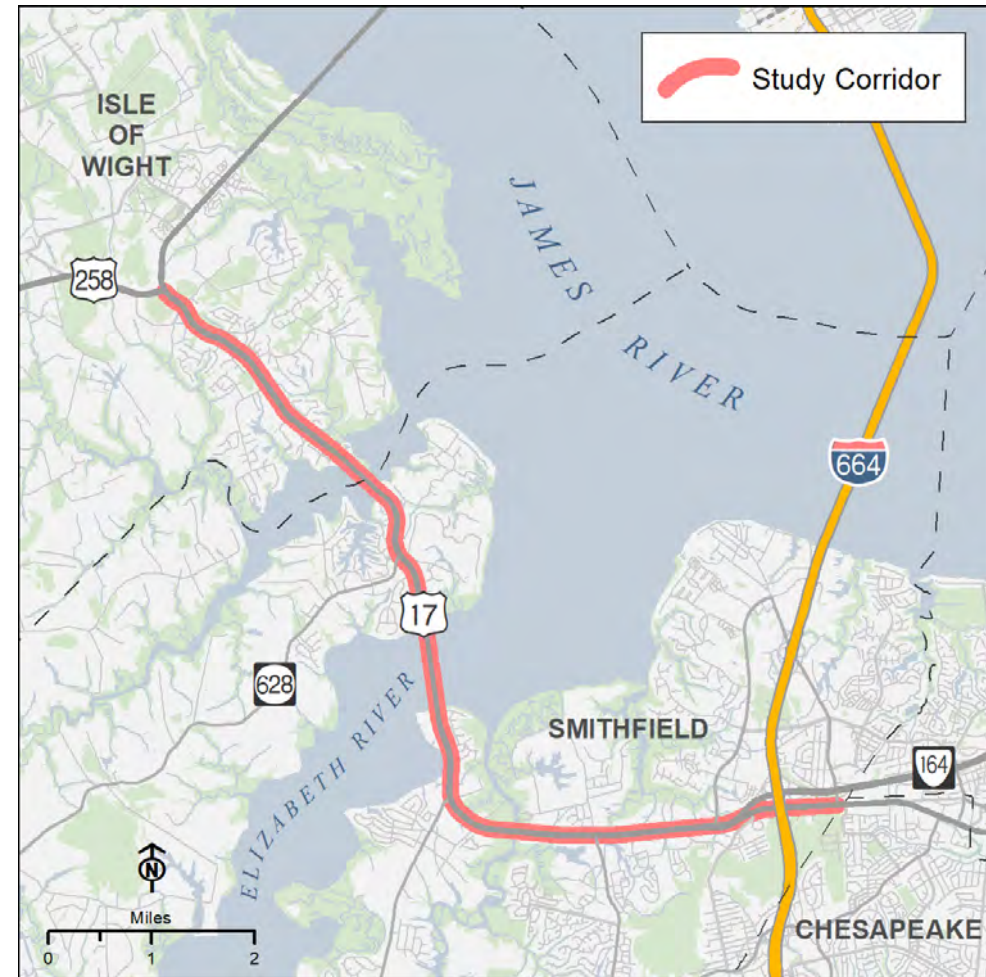 Study Corridor
ISLE
OF
WIGHT
258
JAMES
RIVER
664
17
628
ELIZABETH RIVER
SMITHFIELD
164
CHESAPEAKE
N
Miles
0 1 2